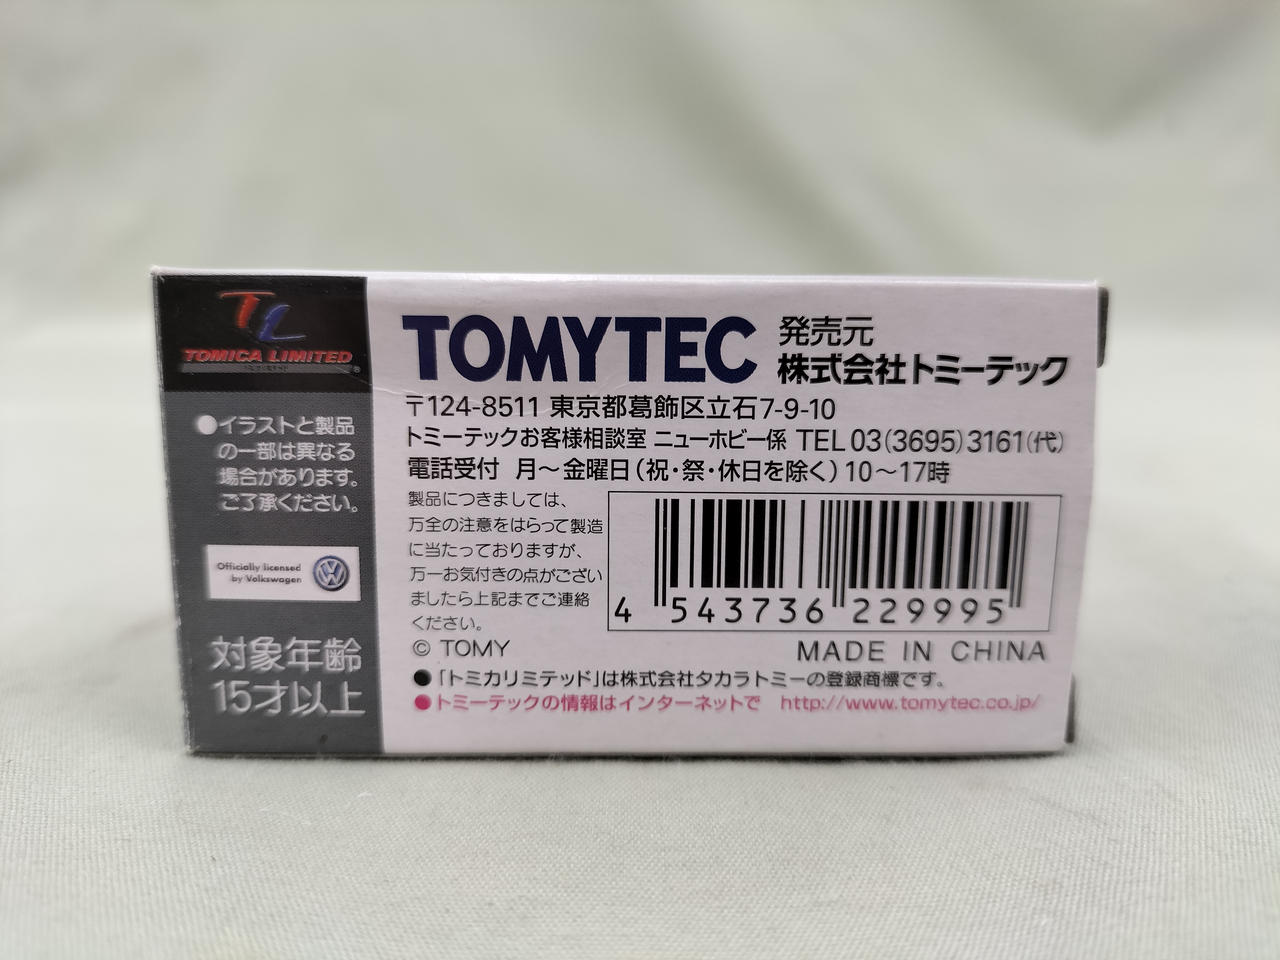 TL
TOMICA LIMITED
●イラストと製品
の一部は異なる
場合があります。
ご了承ください。
Officially licensed
by Volkswagen
対象年齢
15才以上
TOMYTEC 発売元
株式会社トミーテック
〒124-8511 東京都葛飾区立石7-9-10
トミーテックお客様相談室 ニューホビー係 TEL 03(3695)3161(代)
電話受付 月〜金曜日(祝・祭・休日を除く)10〜17時
製品につきましては、
万全の注意をはらって製造
に当たっておりますが、
万一お気付きの点がござい
ましたら上記までご連絡
ください。
4 543736 229995
© TOMY MADE IN CHINA
●「トミカリミテッド」は株式会社タカラトミーの登録商標です。
●トミーテックの情報はインターネットで http://www.tomytec.co.jp/